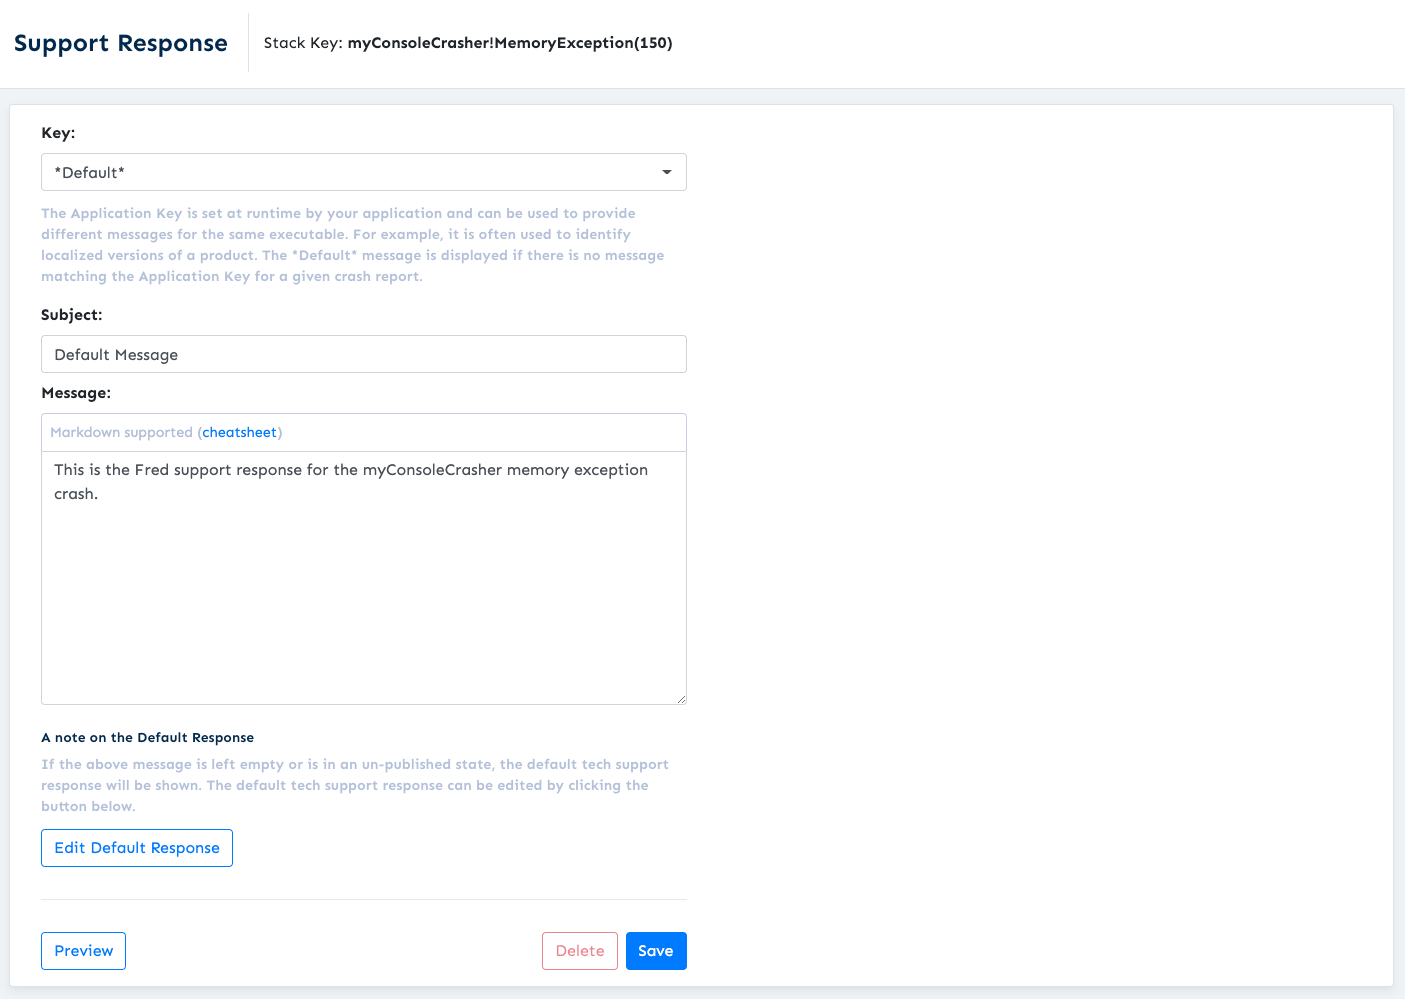 Support Response
Stack Key: myConsoleCrasher!MemoryException(150)
Key:
*Default*
The Application Key is set at runtime by your application and can be used to provide
different messages for the same executable. For example, it is often used to identify
localized versions of a product. The *Default* message is displayed if there is no message
matching the Application Key for a given crash report.
Subject:
Default Message
Message:
Markdown supported (cheatsheet)
This is the Fred support response for the myConsoleCrasher memory exception
crash.
A note on the Default Response
If the above message is left empty or is in an un-published state, the default tech support
response will be shown. The default tech support response can be edited by clicking the
button below.
Edit Default Response
Preview
Delete
Save